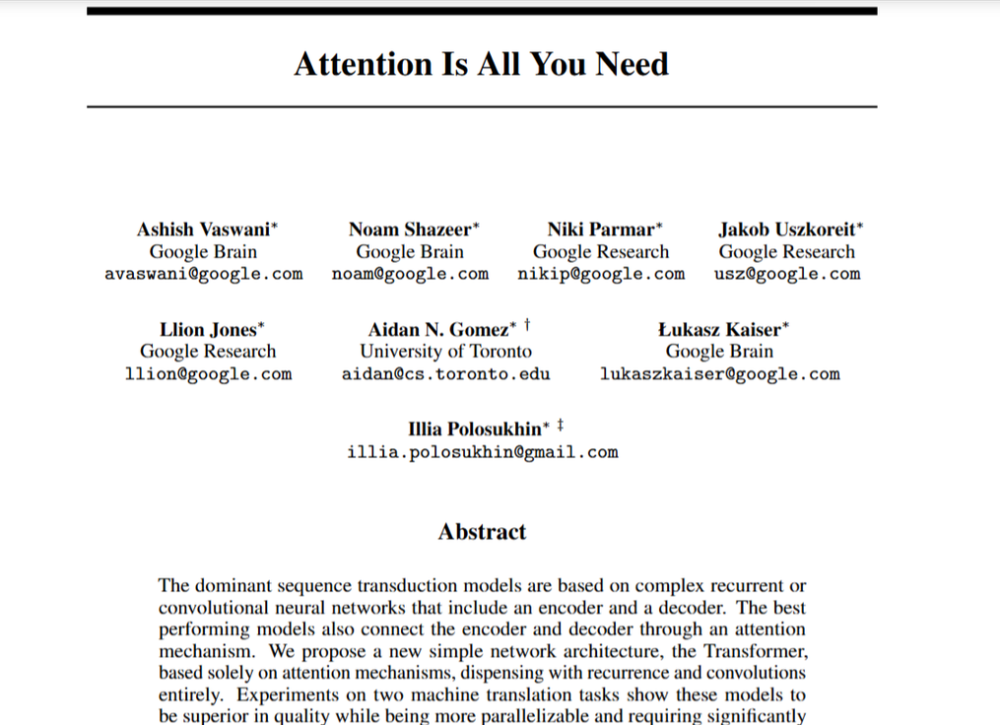 Attention Is All You Need
Ashish Vaswani* Noam Shazeer* Niki Parmar* Jakob Uszkoreit*
Google Brain Google Brain Google Research Google Research
avaswani@google.com noam@google.com nikip@google.com usz@google.com
Llion Jones* Aidan N. Gomez* † Łukasz Kaiser*
Google Research University of Toronto Google Brain
llion@google.com aidan@cs.toronto.edu lukaszkaiser@google.com
Illia Polosukhin* ‡
illia.polosukhin@gmail.com
Abstract
The dominant sequence transduction models are based on complex recurrent or
convolutional neural networks that include an encoder and a decoder. The best
performing models also connect the encoder and decoder through an attention
mechanism. We propose a new simple network architecture, the Transformer,
based solely on attention mechanisms, dispensing with recurrence and convolutions
entirely. Experiments on two machine translation tasks show these models to
be superior in quality while being more parallelizable and requiring significantly